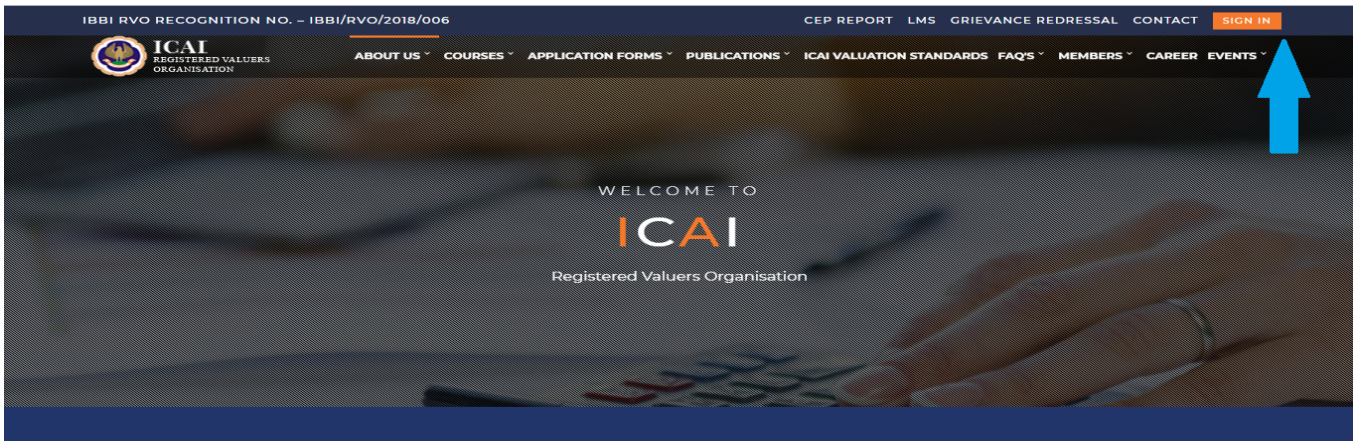 IBBI RVO RECOGNITION NO. – IBBI/RVO/2018/006 CEP REPORT LMS GRIEVANCE REDRESSAL CONTACT SIGN IN
ICAI
REGISTERED VALUERS
ORGANISATION
ABOUT US COURSES APPLICATION FORMS PUBLICATIONS ICAI VALUATION STANDARDS FAQ'S MEMBERS CAREER EVENTS
WELCOME TO
ICAI
Registered Valuers Organisation